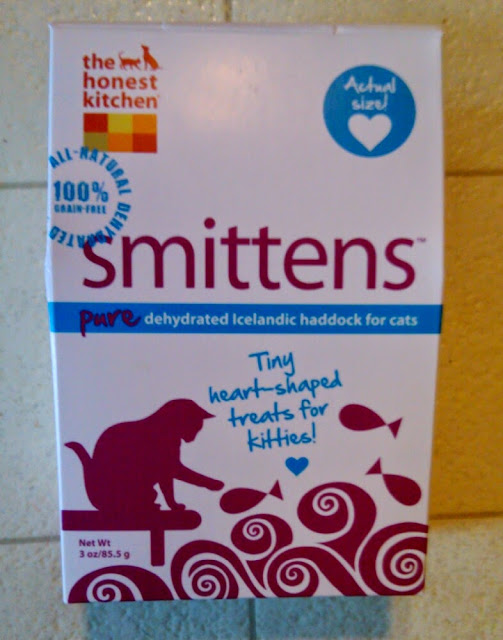 the
honest
kitchen®
Actual
size!
ALL-NATURAL DEHYDRATED
100%
GRAIN-FREE
smittens™
pure dehydrated Icelandic haddock for cats
Tiny
heart-shaped
treats for
kitties!
Net Wt
3 oz/85.5 g